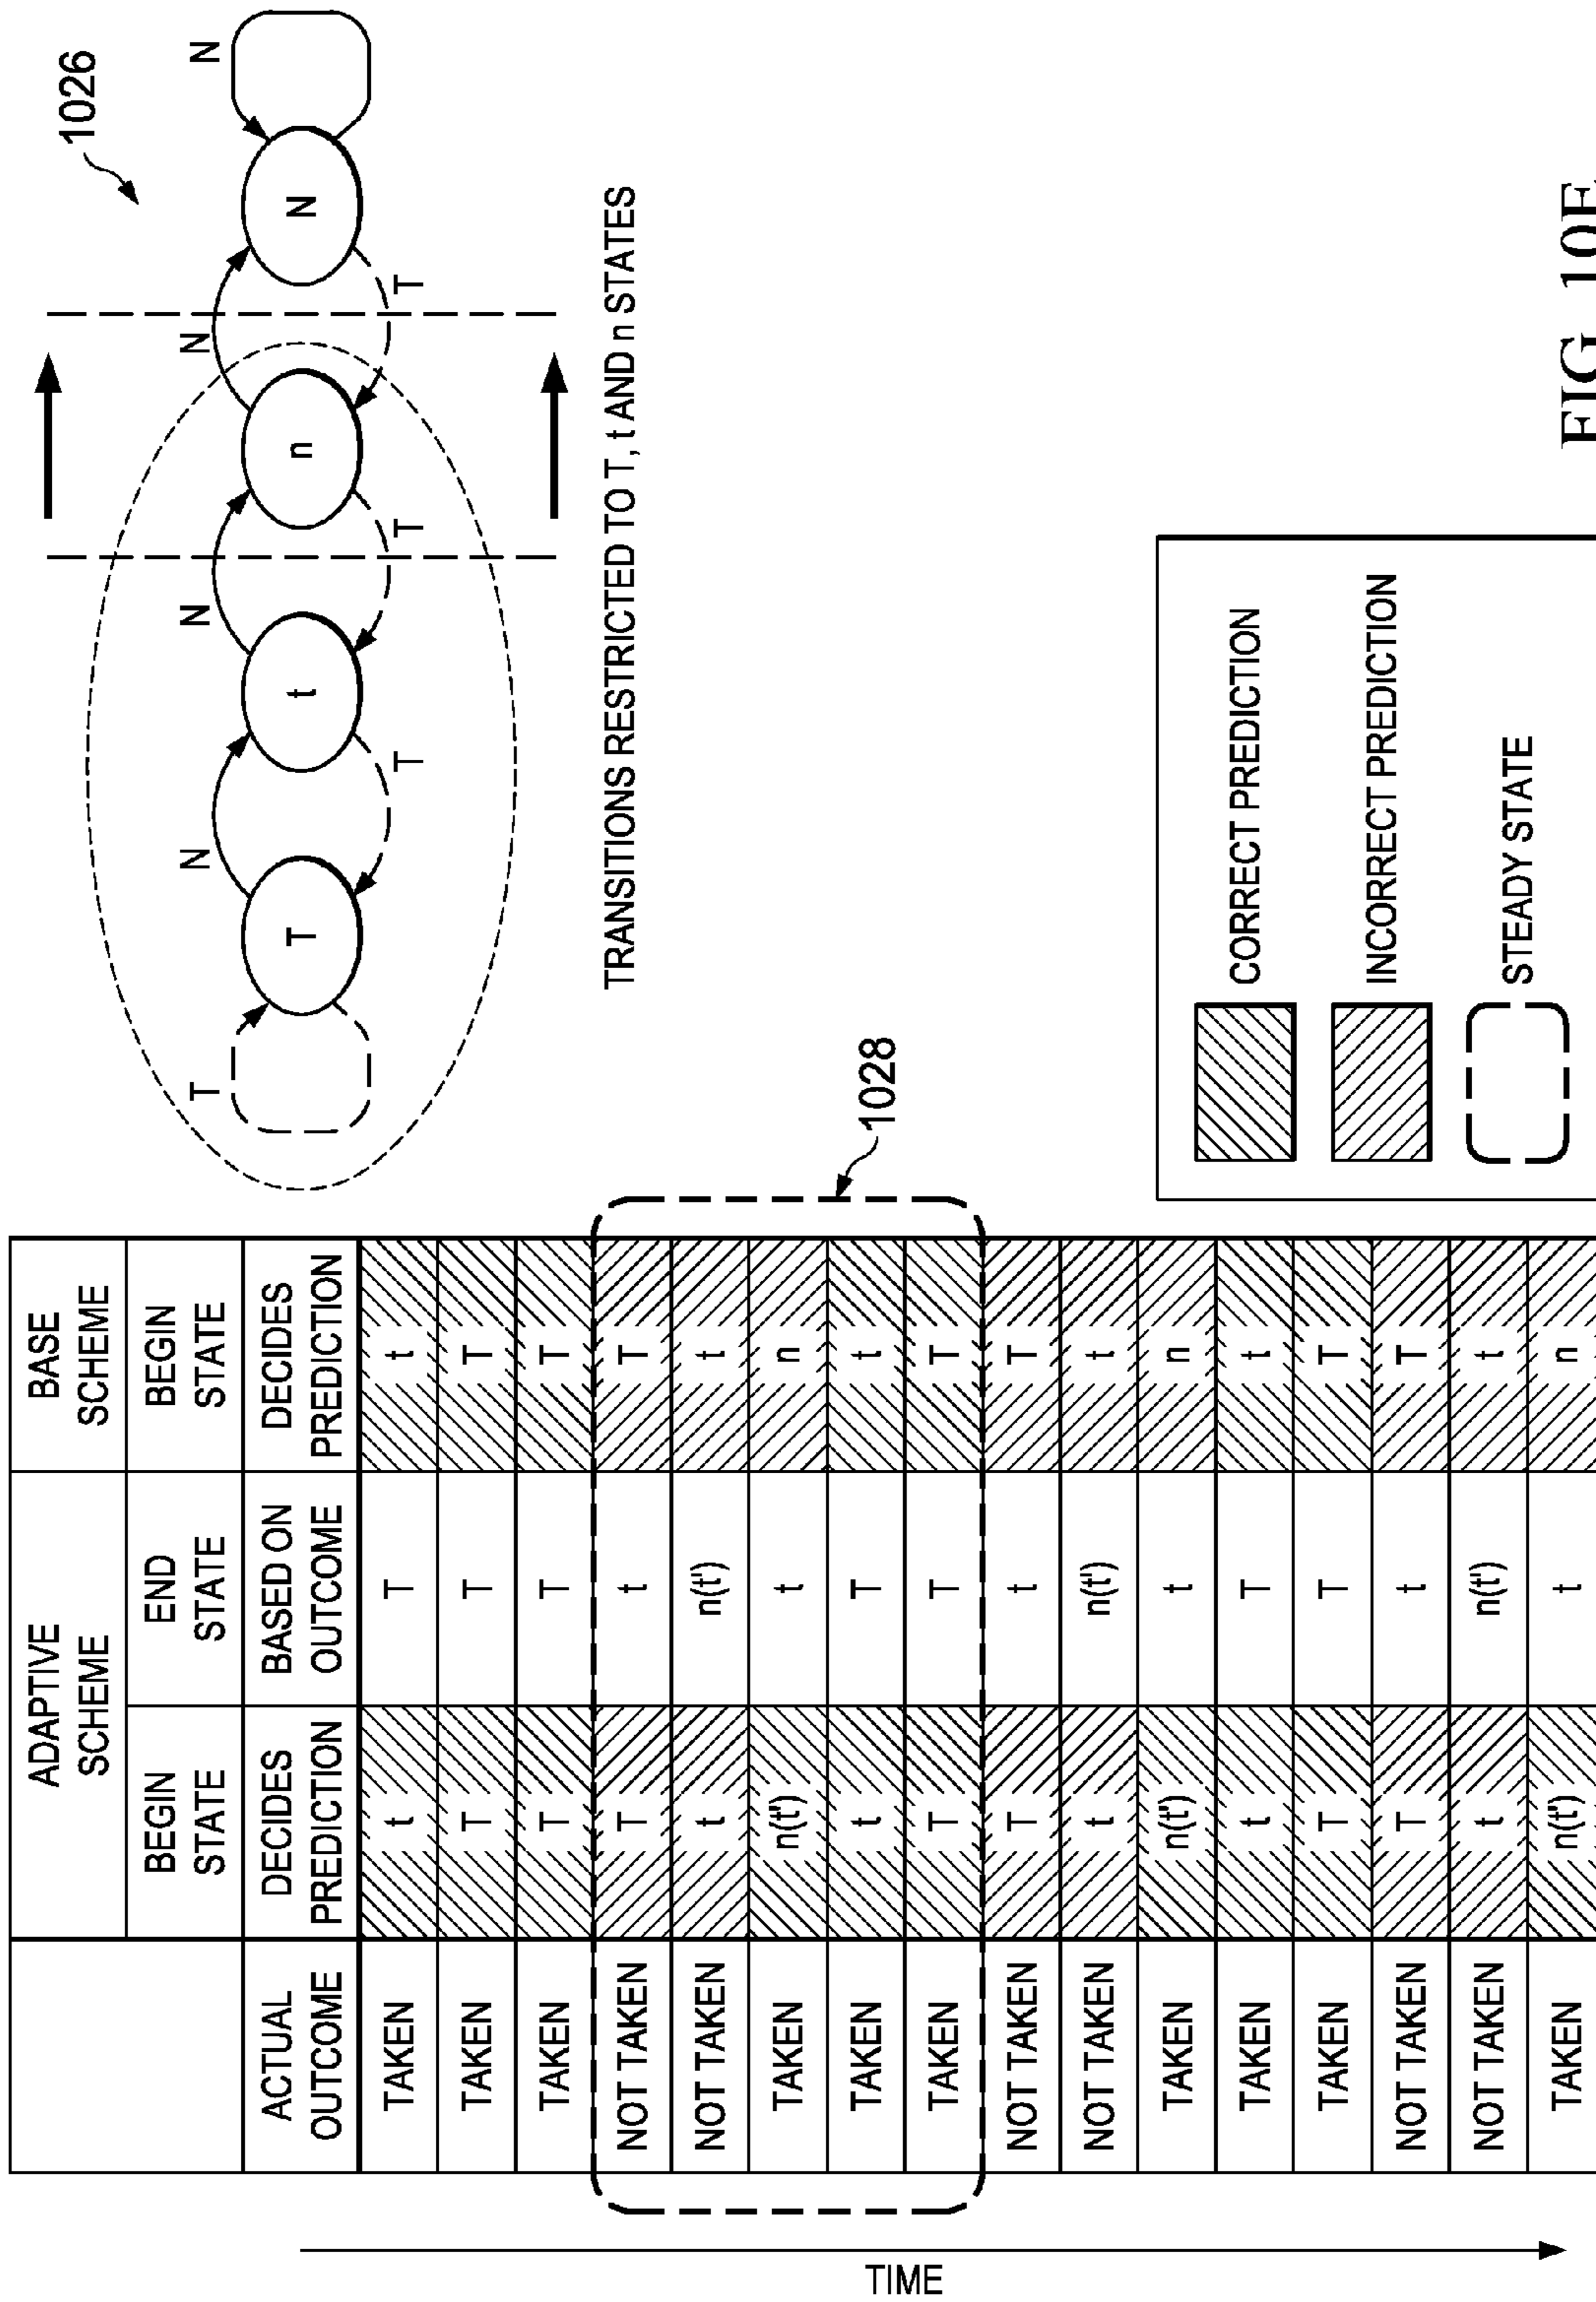 ADAPTIVE SCHEME
BASE SCHEME
BEGIN STATE
END STATE
BEGIN STATE
ACTUAL OUTCOME
DECIDES PREDICTION
BASED ON OUTCOME
DECIDES PREDICTION
TAKEN t T t
TAKEN T T T
TAKEN T T T
NOT TAKEN T t T
NOT TAKEN t n(t') t
TAKEN n(t') t n
TAKEN t T t
TAKEN T T T
NOT TAKEN T t T
NOT TAKEN t n(t') t
TAKEN n(t') t n
TAKEN t T t
TAKEN T T T
NOT TAKEN T t T
NOT TAKEN t n(t') t
TAKEN n(t') t n
TIME
1028
1026
T N N N N
T t n N
T T T
TRANSITIONS RESTRICTED TO T, t AND n STATES
CORRECT PREDICTION
INCORRECT PREDICTION
STEADY STATE
FIG